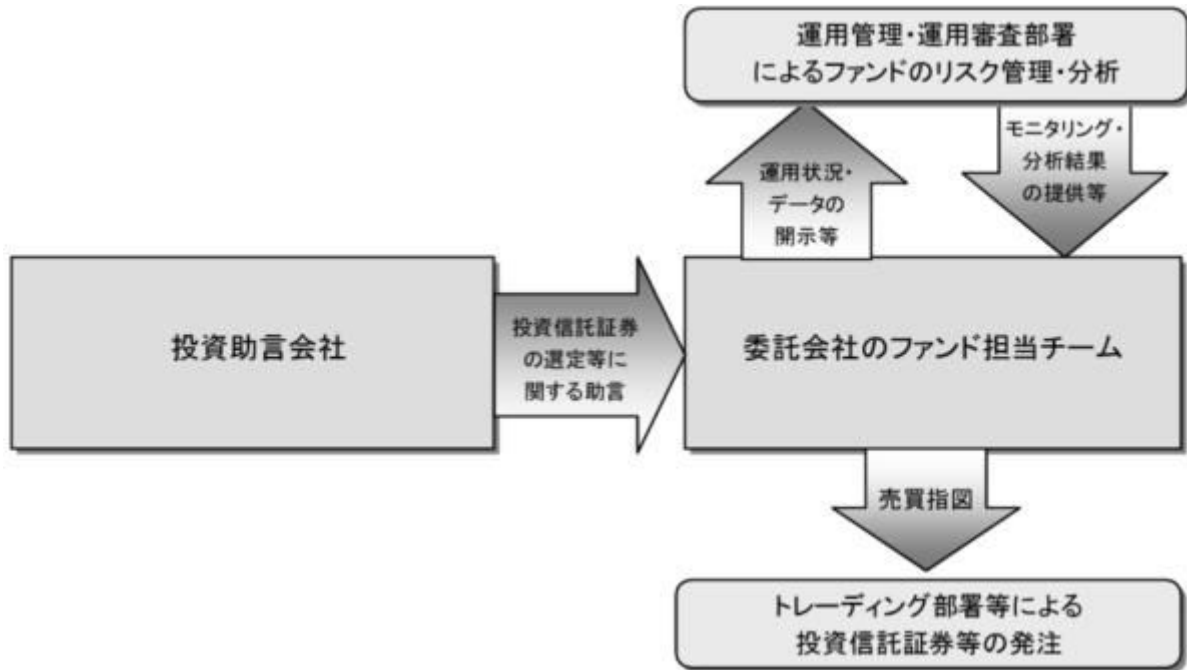 運用管理・運用審査部署
によるファンドのリスク管理・分析
運用状況・
データの
開示等
モニタリング・
分析結果
の提供等
投資助言会社
投資信託証券
の選定等に
関する助言
委託会社のファンド担当チーム
売買指図
トレーディング部署等による
投資信託証券等の発注